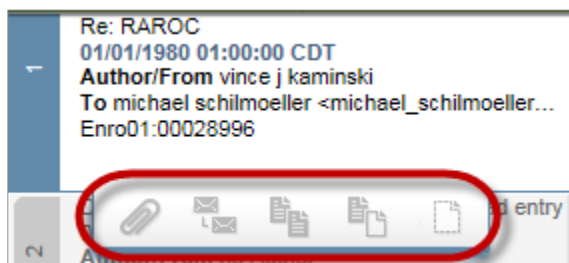 1
Re: RAROC
01/01/1980 01:00:00 CDT
Author/From vince j kaminski
To michael schilmoeller <michael_schilmoeller...
Enro01:00028996
2
entry